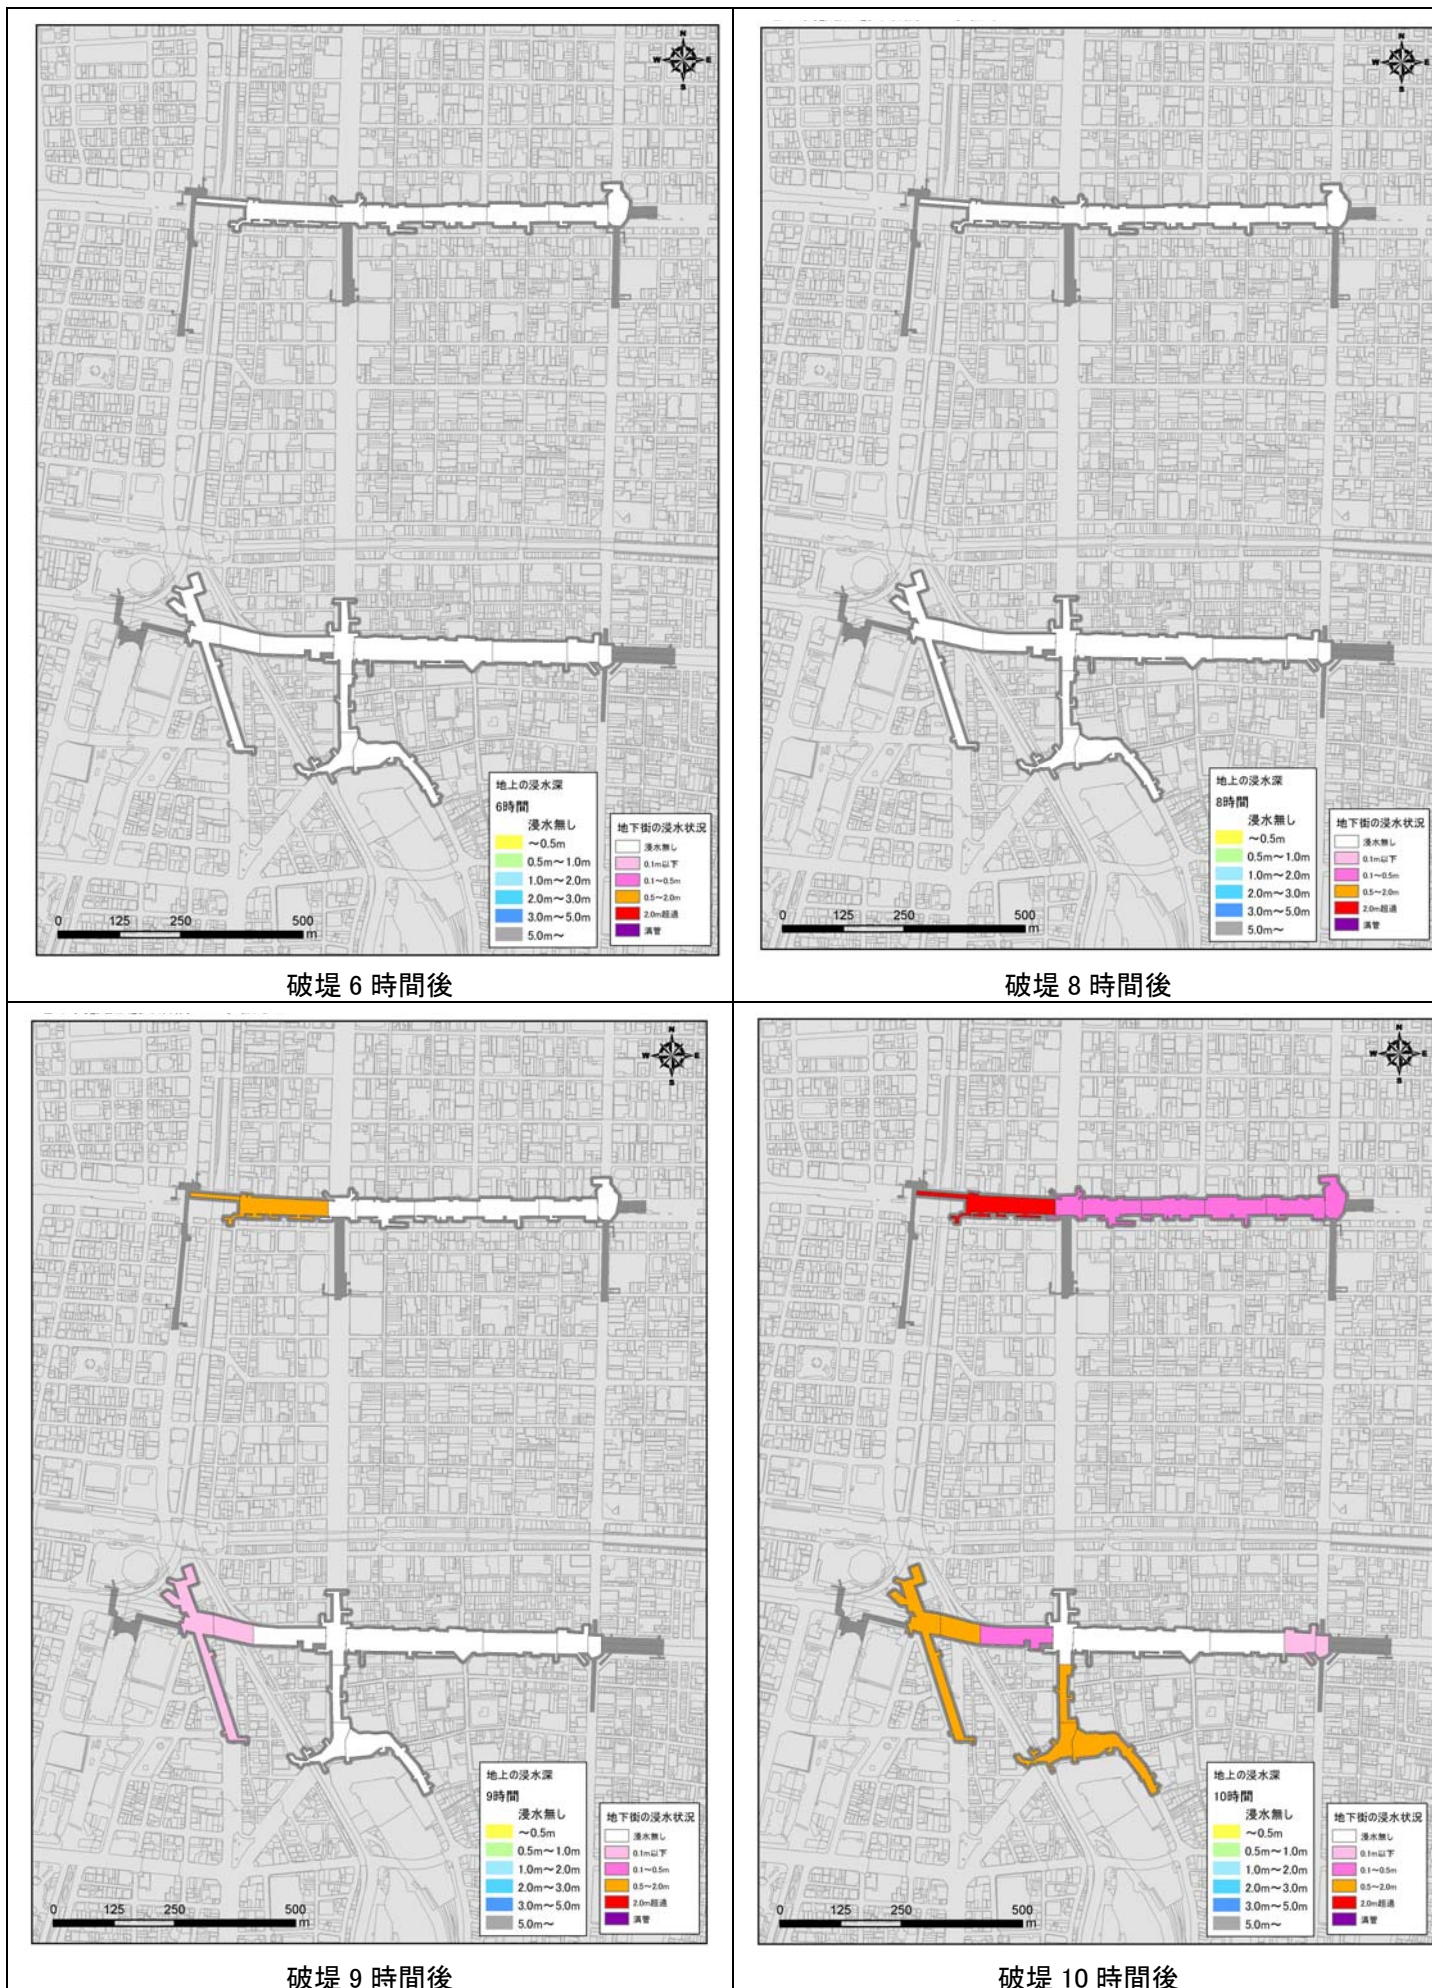 N
W E
S
地上の浸水深
6時間
浸水無し
～0.5m
0.5m～1.0m
1.0m～2.0m
2.0m～3.0m
3.0m～5.0m
5.0m～
地下街の浸水状況
浸水無し
0.1m以下
0.1～0.5m
0.5～2.0m
2.0m超過
満管
0 125 250 500
m
破堤 6 時間後
N
W E
S
地上の浸水深
8時間
浸水無し
～0.5m
0.5m～1.0m
1.0m～2.0m
2.0m～3.0m
3.0m～5.0m
5.0m～
地下街の浸水状況
浸水無し
0.1m以下
0.1～0.5m
0.5～2.0m
2.0m超過
満管
0 125 250 500
m
破堤 8 時間後
N
W E
S
地上の浸水深
9時間
浸水無し
～0.5m
0.5m～1.0m
1.0m～2.0m
2.0m～3.0m
3.0m～5.0m
5.0m～
地下街の浸水状況
浸水無し
0.1m以下
0.1～0.5m
0.5～2.0m
2.0m超過
満管
0 125 250 500
m
破堤 9 時間後
N
W E
S
地上の浸水深
10時間
浸水無し
～0.5m
0.5m～1.0m
1.0m～2.0m
2.0m～3.0m
3.0m～5.0m
5.0m～
地下街の浸水状況
浸水無し
0.1m以下
0.1～0.5m
0.5～2.0m
2.0m超過
満管
0 125 250 500
m
破堤 10 時間後